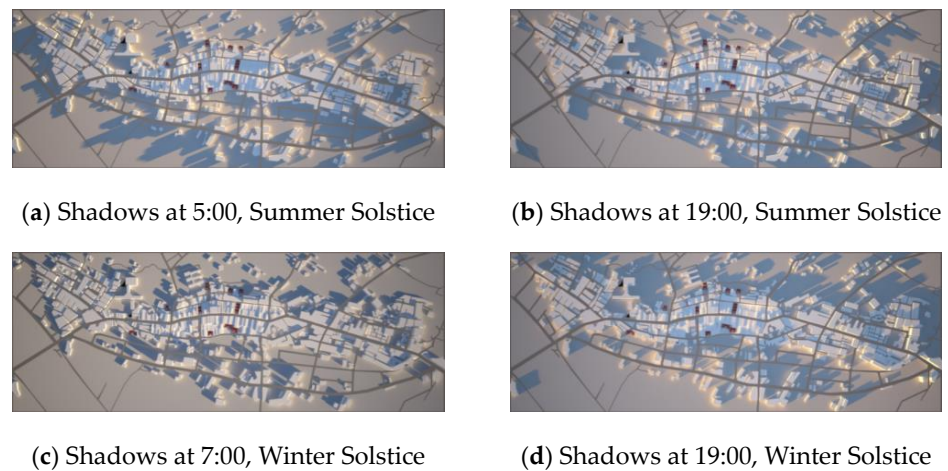 (a) Shadows at 5:00, Summer Solstice
(b) Shadows at 19:00, Summer Solstice
(c) Shadows at 7:00, Winter Solstice
(d) Shadows at 19:00, Winter Solstice